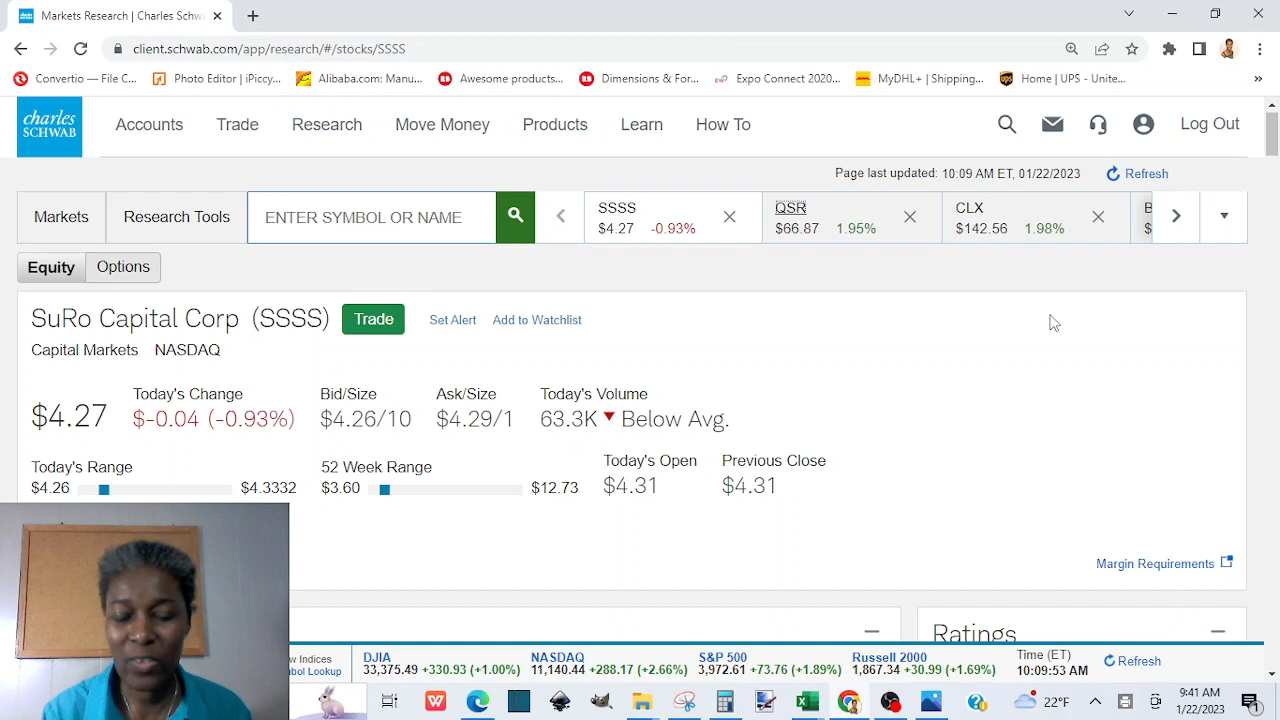 Markets Research | Charles Schw
client.schwab.com/app/research/#/stocks/SSSS
Convertio — File C...
Photo Editor | iPiccy...
Alibaba.com: Manu...
Awesome products...
Dimensions & For...
Expo Connect 2020...
MyDHL+ | Shipping...
Home | UPS - Unite...
charles SCHWAB
Accounts
Trade
Research
Move Money
Products
Learn
How To
Log Out
Page last updated: 10:09 AM ET, 01/22/2023
Refresh
Markets
Research Tools
ENTER SYMBOL OR NAME
SSSS
$4.27 -0.93%
QSR
$66.87 1.95%
CLX
$142.56 1.98%
Equity
Options
SuRo Capital Corp (SSSS)
Trade
Set Alert
Add to Watchlist
Capital Markets NASDAQ
$4.27
Today's Change
$-0.04 (-0.93%)
Bid/Size
$4.26/10
Ask/Size
$4.29/1
Today's Volume
63.3K Below Avg.
Today's Range
$4.26 $4.3332
52 Week Range
$3.60 $12.73
Today's Open
$4.31
Previous Close
$4.31
Margin Requirements
Ratings
w Indices
bol Lookup
DJIA
33,375.49 +330.93 (+1.00%)
NASDAQ
11,140.44 +288.17 (+2.66%)
S&P 500
3,972.61 +73.76 (+1.89%)
Russell 2000
1,867.34 +30.99 (+1.69%)
Time (ET)
10:09:53 AM
Refresh
22°F
9:41 AM
1/22/2023